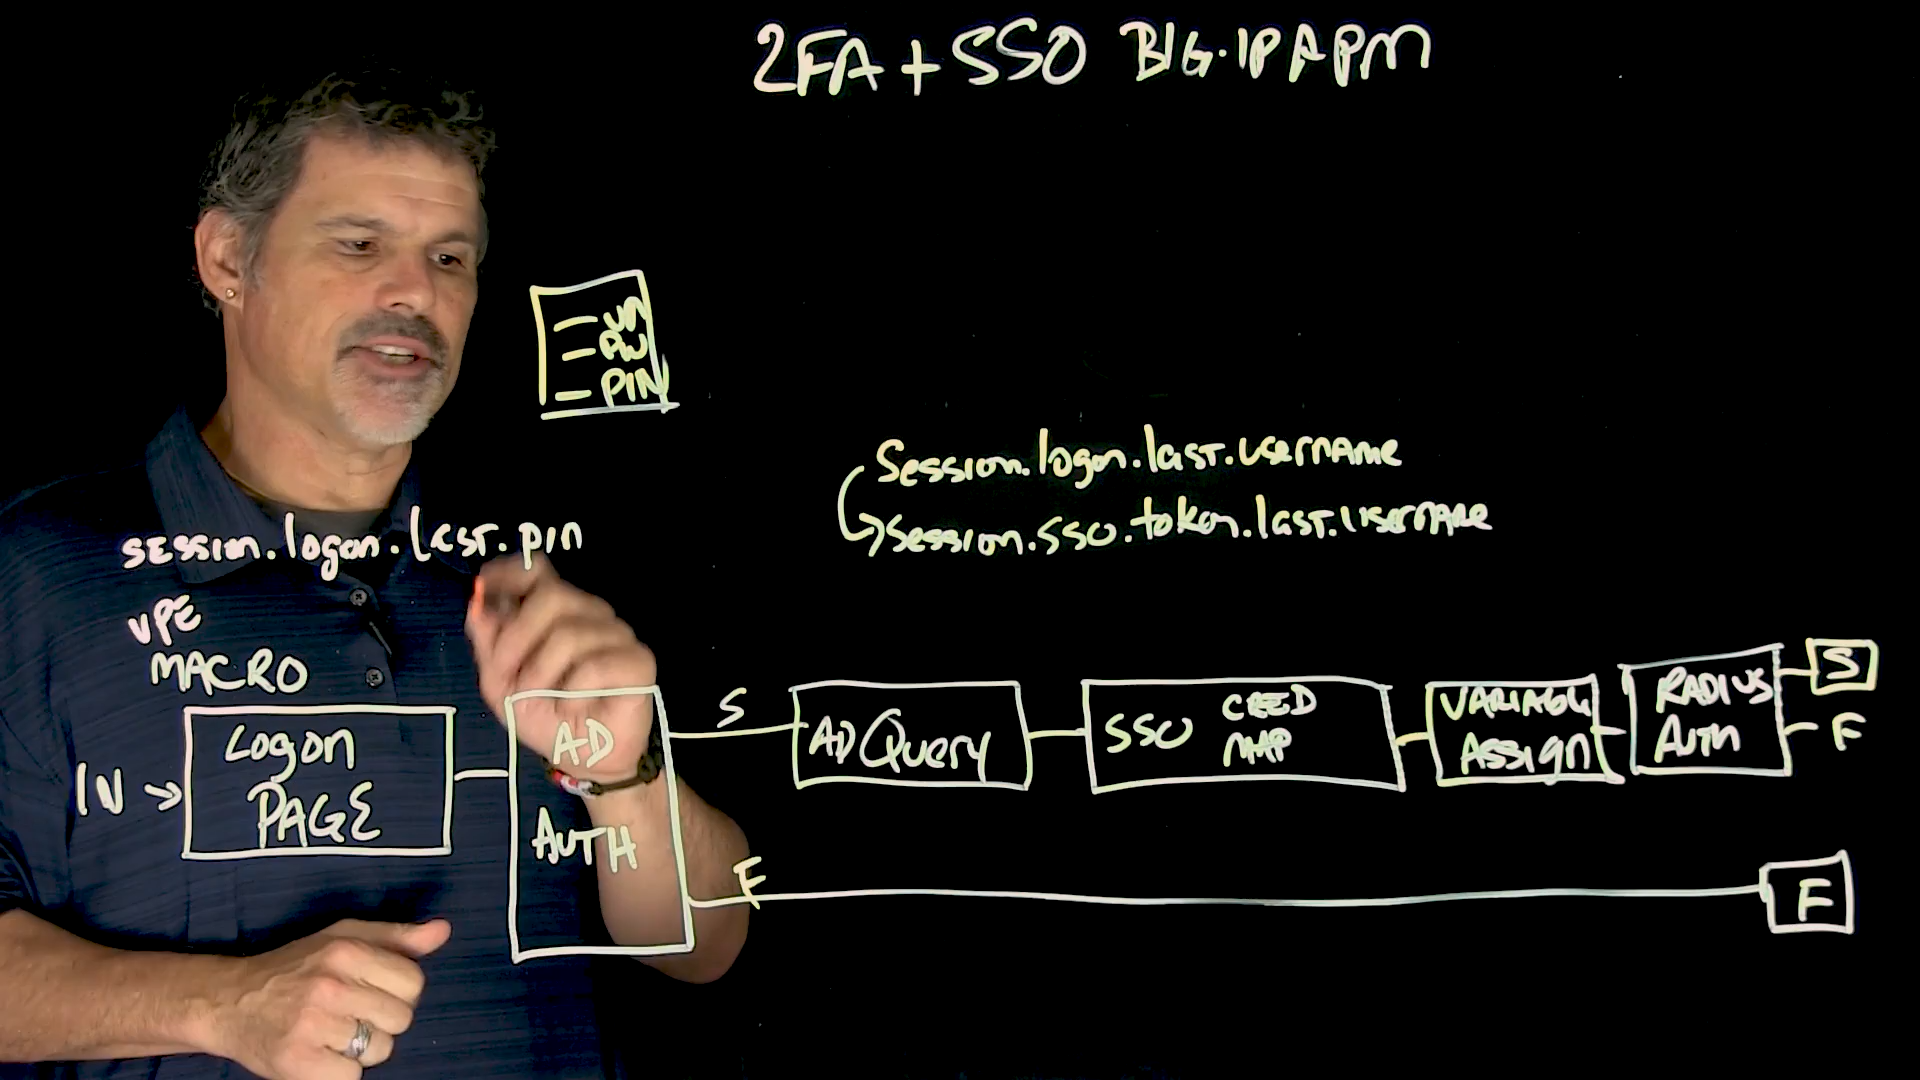 2FA + SSO BIG-IP APM
UN
PW
PIN
Session.logon.last.username
Session.SSO.token.last.username
SESSION.logon.last.pin
VPE
MACRO
IN
Logon
PAGE
AD
AUTH
S
F
AD Query
SSO CRED
MAP
VARIABLE
ASSIGN
RADIUS
AUTH
S
F
F